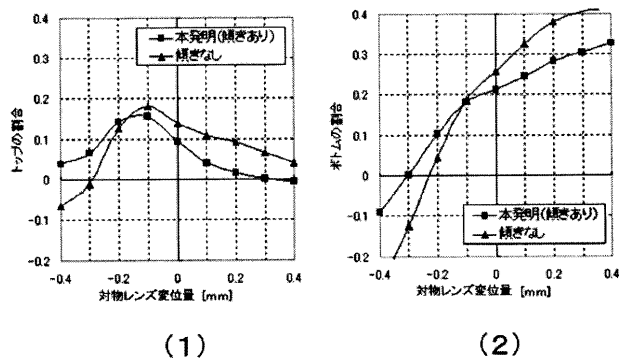 0.4
0.3
0.2
0.1
0
-0.1
-0.2
トップの割合
本発明(傾きあり)
傾きなし
-0.4 -0.2 0 0.2 0.4
対物レンズ変位量 [mm]
(1)
0.4
0.3
0.2
0.1
0
-0.1
-0.2
ボトムの割合
本発明(傾きあり)
傾きなし
-0.4 -0.2 0 0.2 0.4
対物レンズ変位量 [mm]
(2)